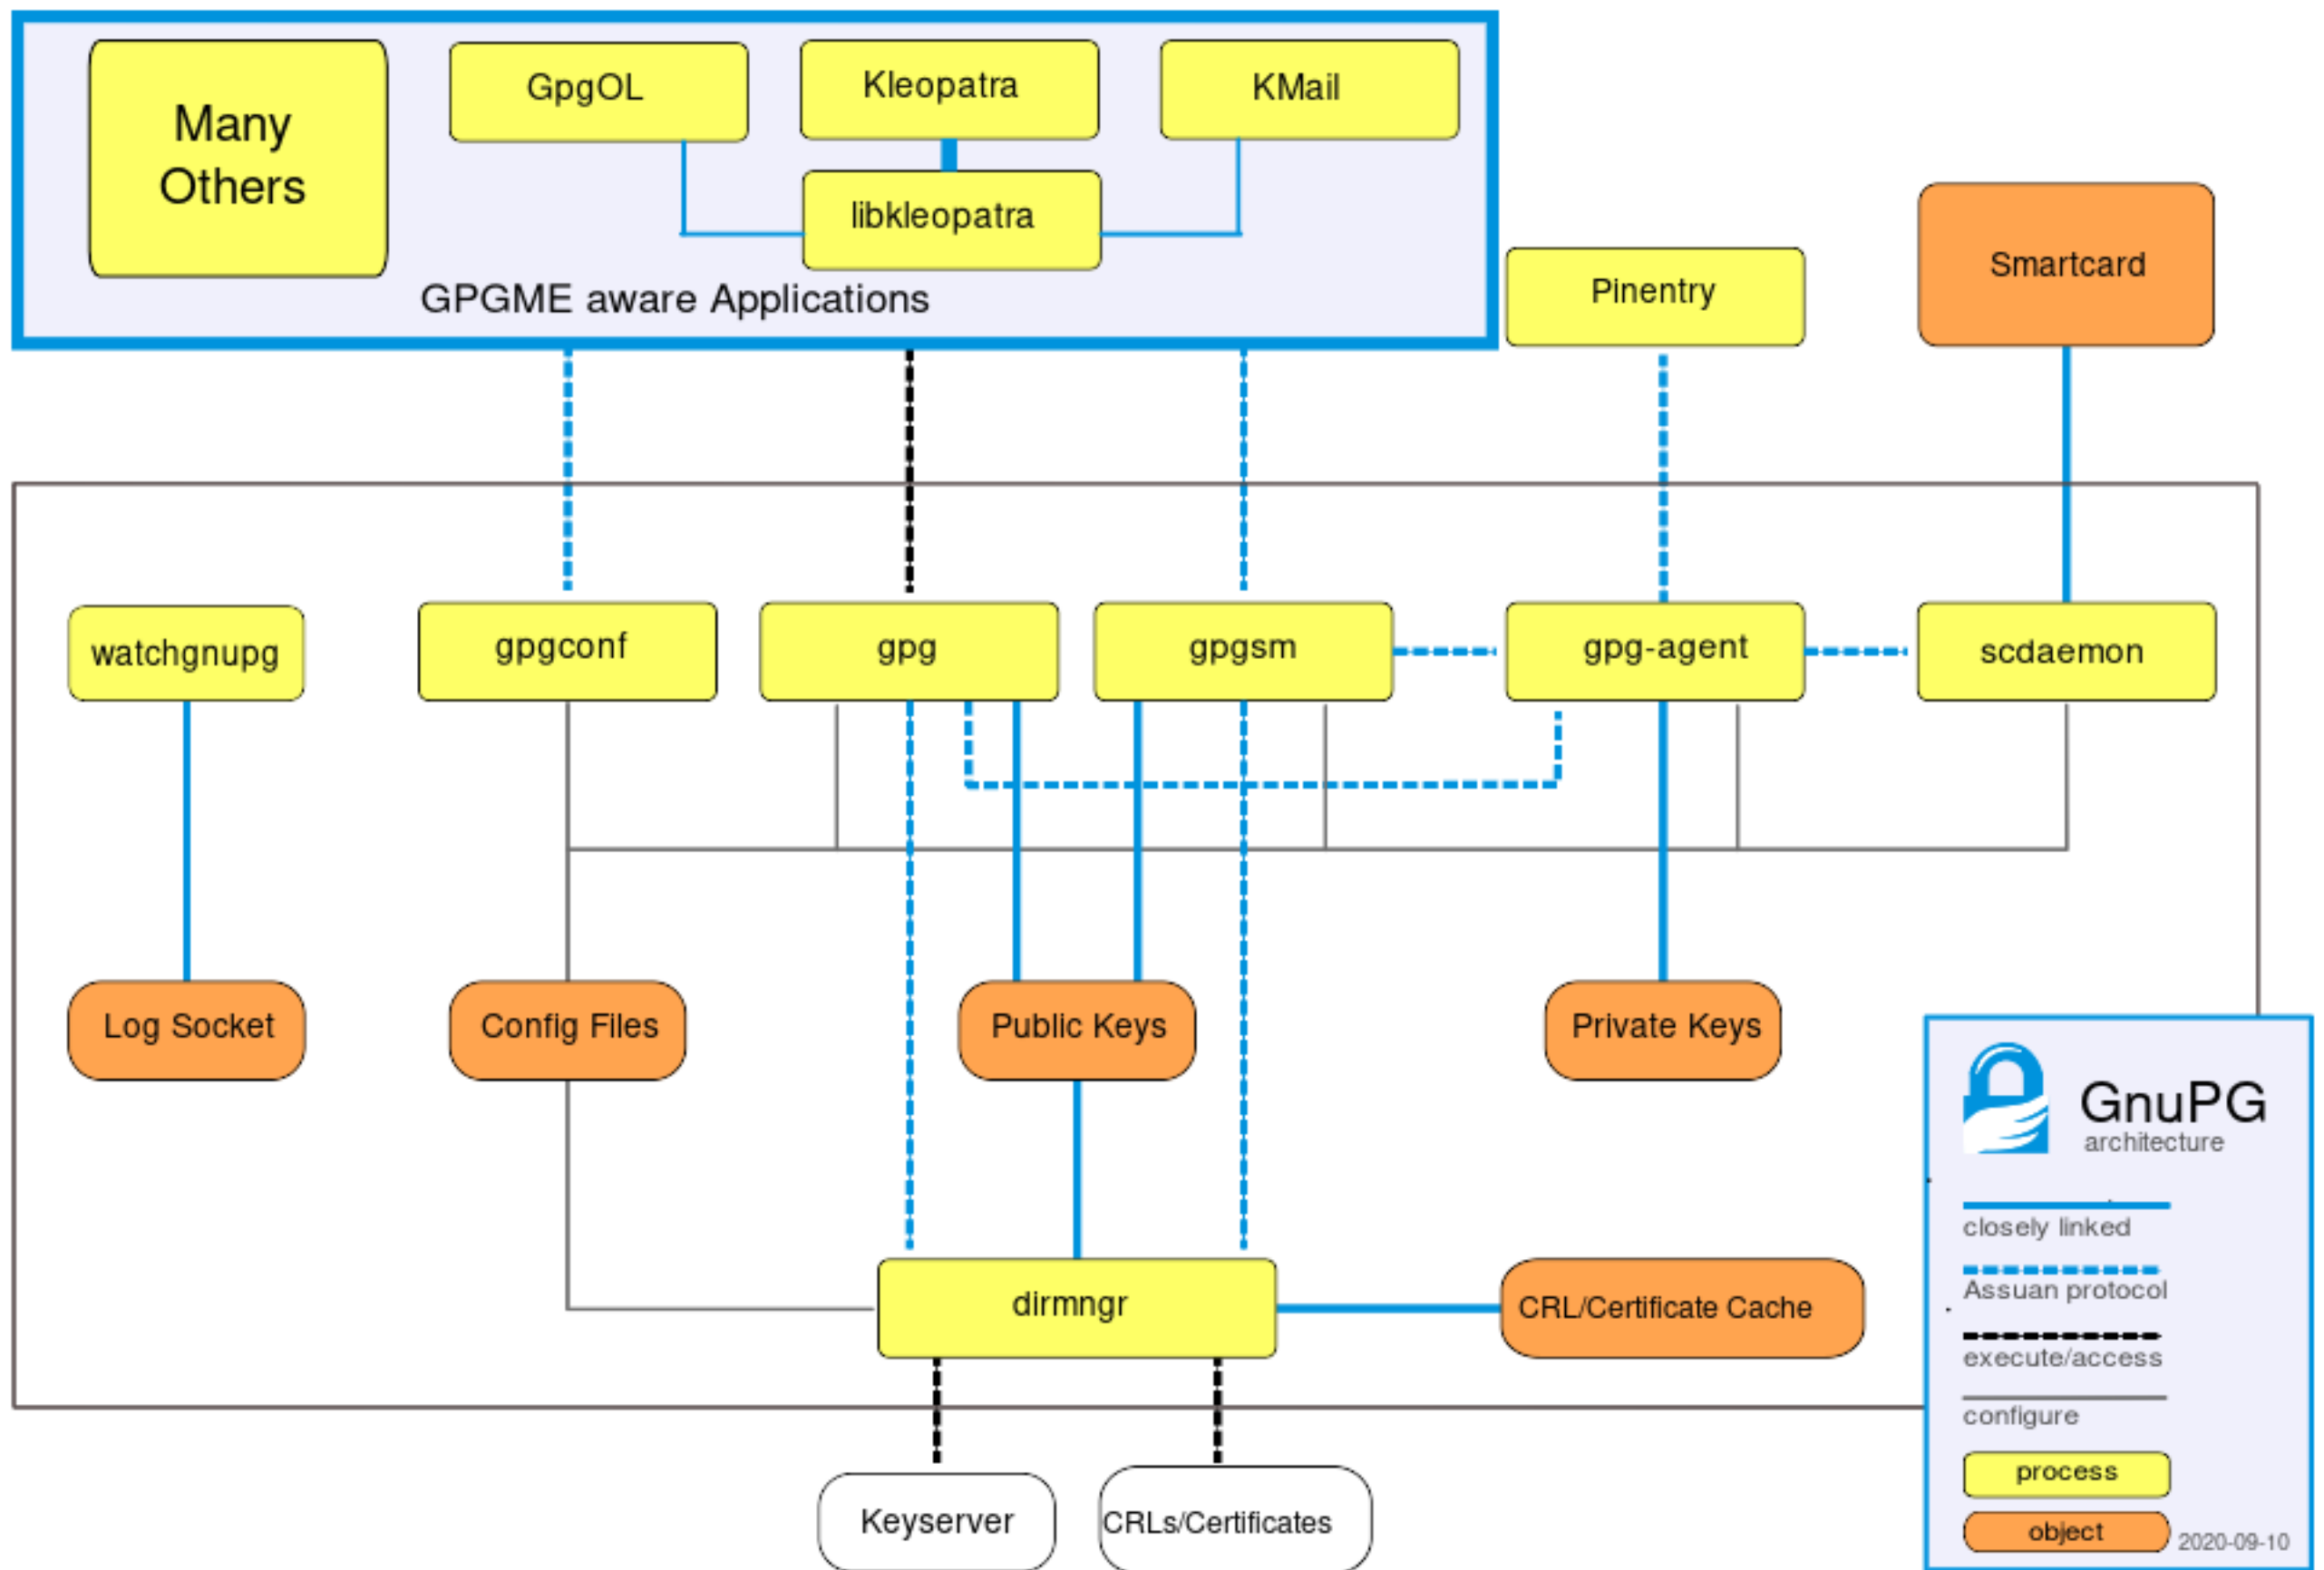 Many
Others
GpgOL
Kleopatra
KMail
libkleopatra
GPGME aware Applications
Pinentry
Smartcard
watchgnupg
gpgconf
gpg
gpgsm
gpg-agent
scdaemon
Log Socket
Config Files
Public Keys
Private Keys
dirmngr
CRL/Certificate Cache
Keyserver
CRLs/Certificates
GnuPG
architecture
closely linked
Assuan protocol
execute/access
configure
process
object
2020-09-10